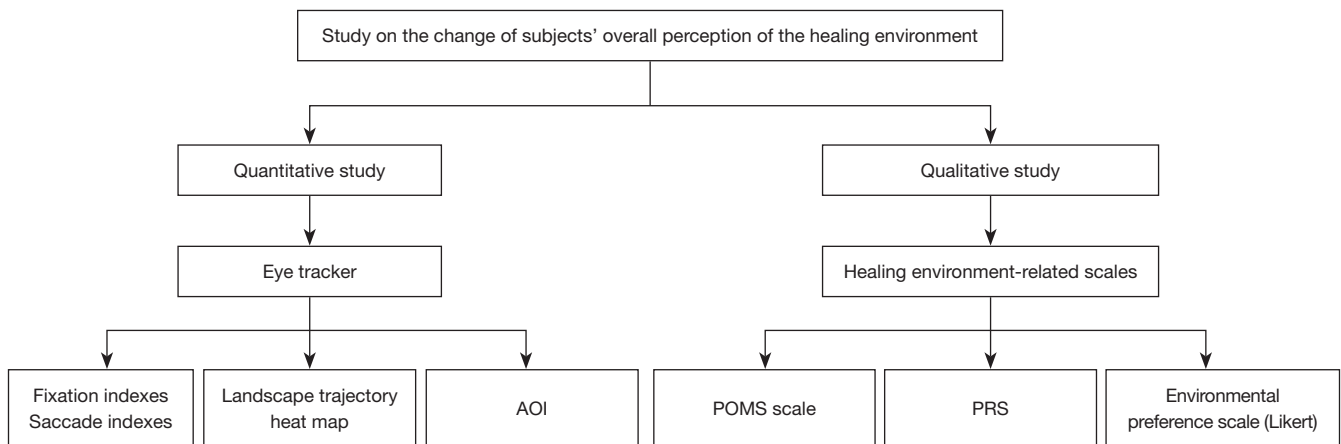 Study on the change of subjects' overall perception of the healing environment
Quantitative study
Qualitative study
Eye tracker
Healing environment-related scales
Fixation indexes
Saccade indexes
Landscape trajectory
heat map
AOI
POMS scale
PRS
Environmental
preference scale (Likert)